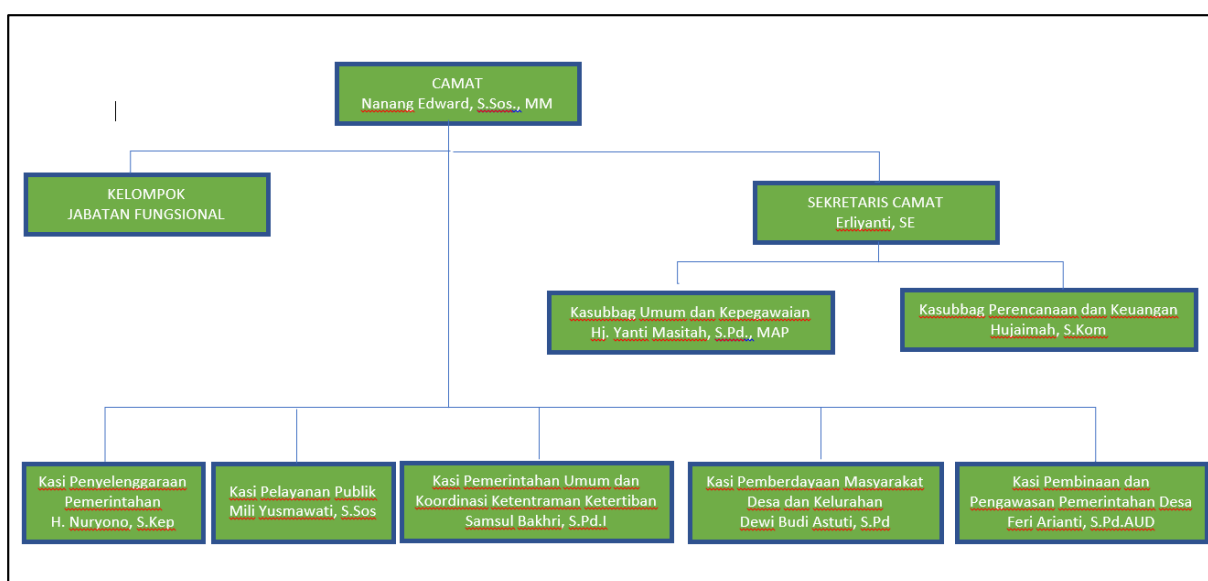 CAMAT
Nanang Edward, S.Sos., MM
KELOMPOK
JABATAN FUNGSIONAL
SEKRETARIS CAMAT
Erliyanti, SE
Kasubbag Umum dan Kepegawaian
Hj. Yanti Masitah, S.Pd., MAP
Kasubbag Perencanaan dan Keuangan
Hujaimah, S.Kom
Kasi Penyelenggaraan
Pemerintahan
H. Nuryono, S.Kep
Kasi Pelayanan Publik
Mili Yusmawati, S.Sos
Kasi Pemerintahan Umum dan
Koordinasi Ketentraman Ketertiban
Samsul Bakhri, S.Pd.I
Kasi Pemberdayaan Masyarakat
Desa dan Kelurahan
Dewi Budi Astuti, S.Pd
Kasi Pembinaan dan
Pengawasan Pemerintahan Desa
Feri Arianti, S.Pd.AUD